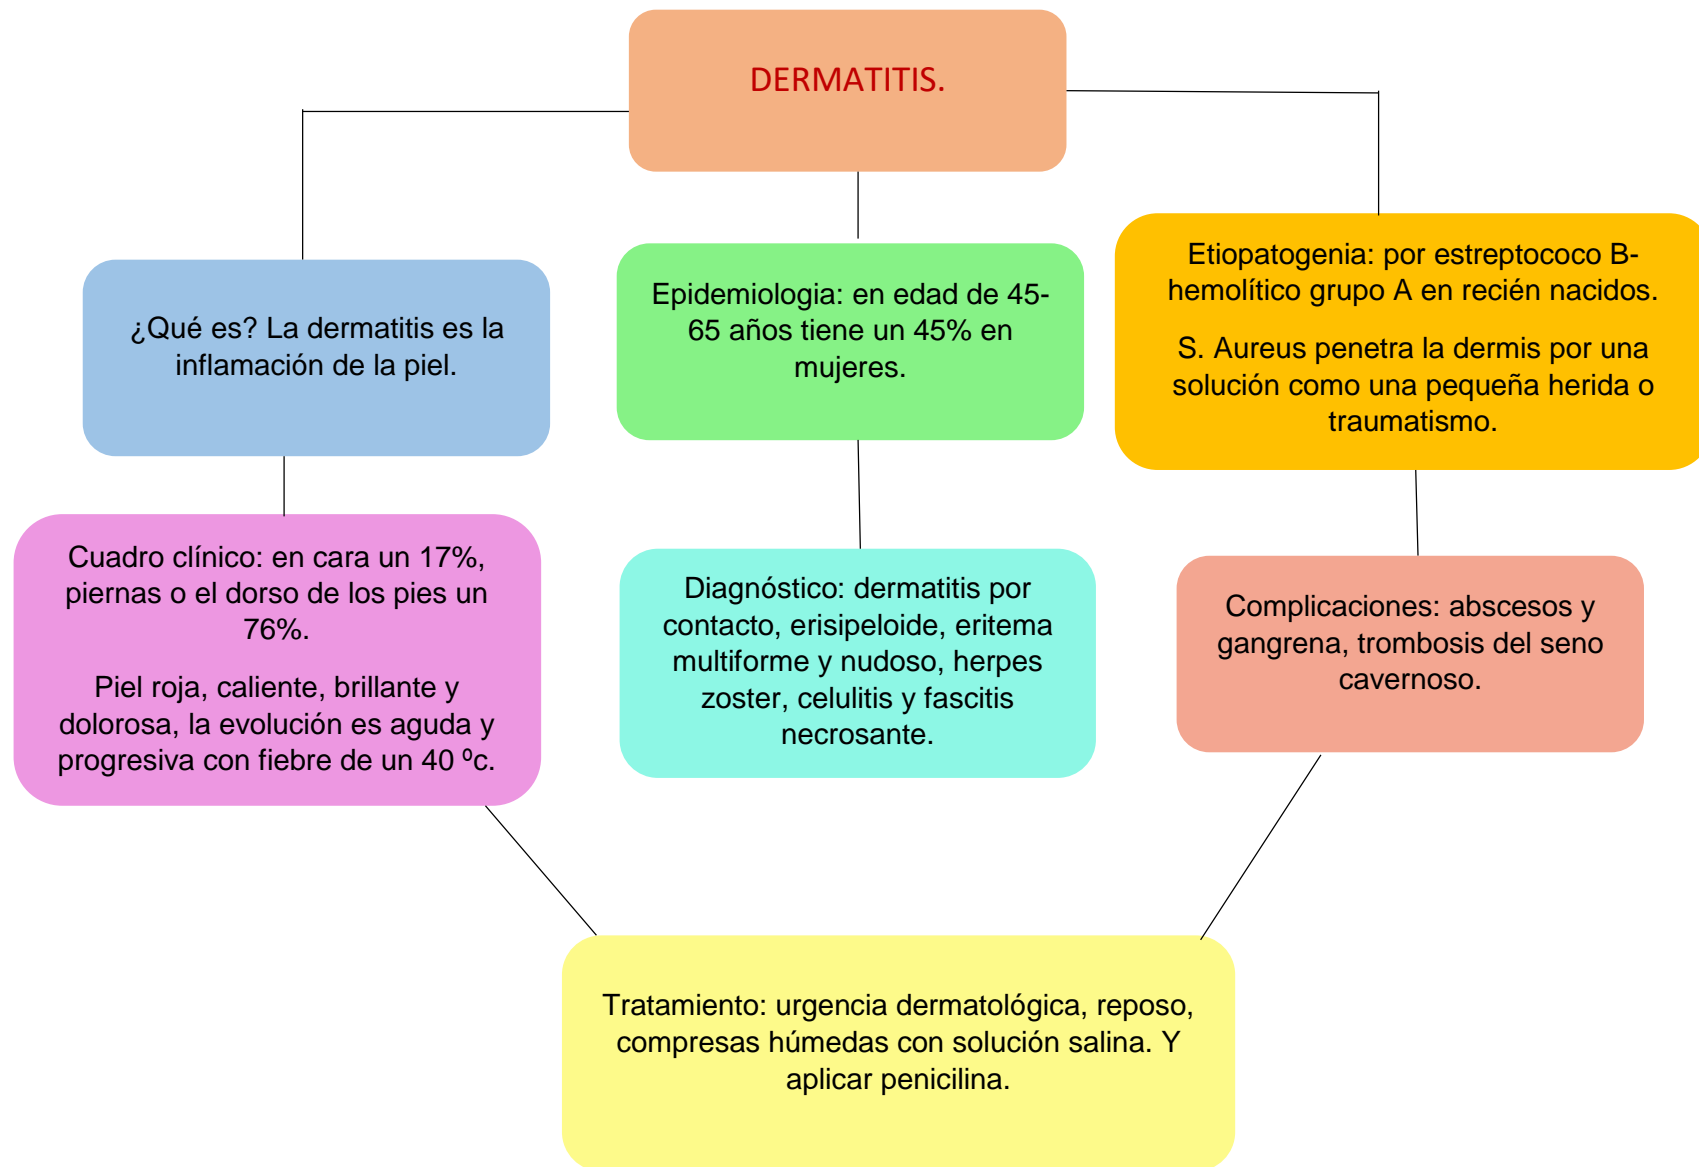 DERMATITIS.
¿Qué es? La dermatitis es la
inflamación de la piel.
Epidemiologia: en edad de 45-
65 años tiene un 45% en
mujeres.
Etiopatogenia: por estreptococo B-
hemolítico grupo A en recién nacidos.
S. Aureus penetra la dermis por una
solución como una pequeña herida o
traumatismo.
Cuadro clínico: en cara un 17%,
piernas o el dorso de los pies un
76%.
Piel roja, caliente, brillante y
dolorosa, la evolución es aguda y
progresiva con fiebre de un 40 ºc.
Diagnóstico: dermatitis por
contacto, erisipeloide, eritema
multiforme y nudoso, herpes
zoster, celulitis y fascitis
necrosante.
Complicaciones: abscesos y
gangrena, trombosis del seno
cavernoso.
Tratamiento: urgencia dermatológica, reposo,
compresas húmedas con solución salina. Y
aplicar penicilina.